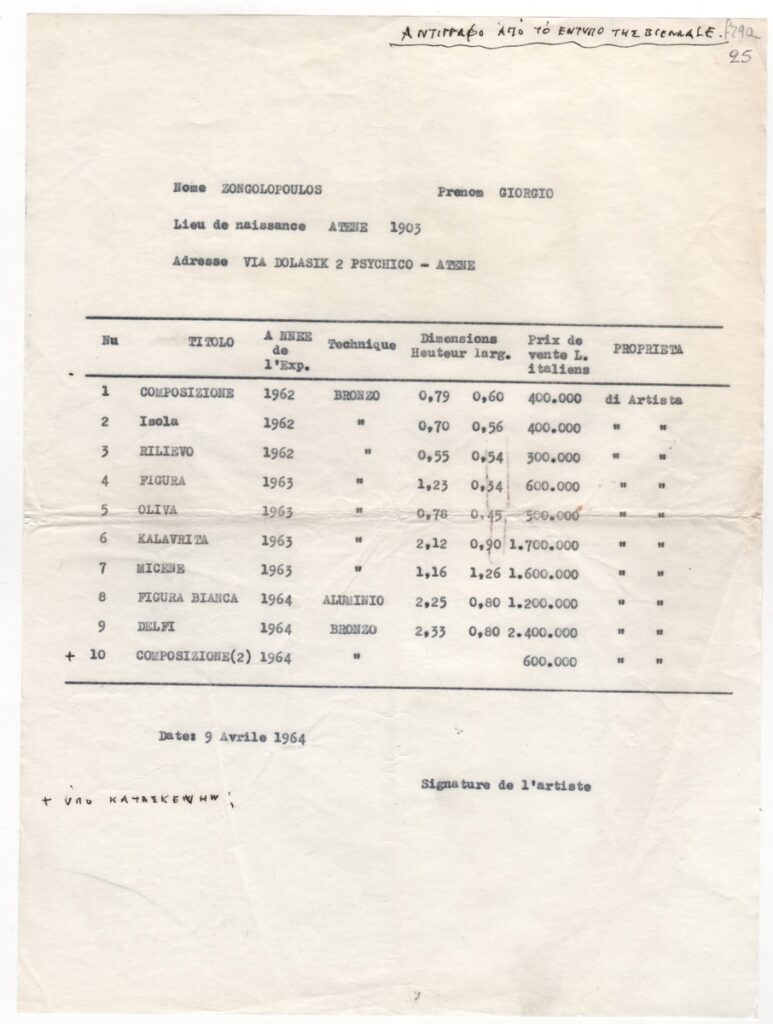 ΑΝΤΙΓΡΑΦΟ ΑΠΟ ΤΟ ΕΝΤΥΠΟ ΤΗΣ BIENNALE.
25
Nome ZONGOLOPOULOS Prenom GIORGIO
Lieu de naissance ATENE 1903
Adresse VIA DOLASIK 2 PSYCHICO - ATENE
Nu TITOLO A NNEE de l'Exp. Technique Dimensions Heuteur larg. Prix de vente L. italiens PROPRIETA
1 COMPOSIZIONE 1962 BRONZO 0,79 0,60 400.000 di Artista
2 Isola 1962 " 0,70 0,56 400.000 " "
3 RILIEVO 1962 " 0,55 0,54 300.000 " "
4 FIGURA 1963 " 1,23 0,34 600.000 " "
5 OLIVA 1963 " 0,78 0,45 500.000 " "
6 KALAVRITA 1963 " 2,12 0,90 1.700.000 " "
7 MICENE 1963 " 1,16 1,26 1.600.000 " "
8 FIGURA BIANCA 1964 ALUMINIO 2,25 0,80 1.200.000 " "
9 DELFI 1964 BRONZO 2,33 0,80 2.400.000 " "
+ 10 COMPOSIZIONE(2) 1964 " 600.000 " "
Date: 9 Avrile 1964
Signature de l'artiste
+ ὑπο ΚΑΤΑΣΚΕΥΗΝ